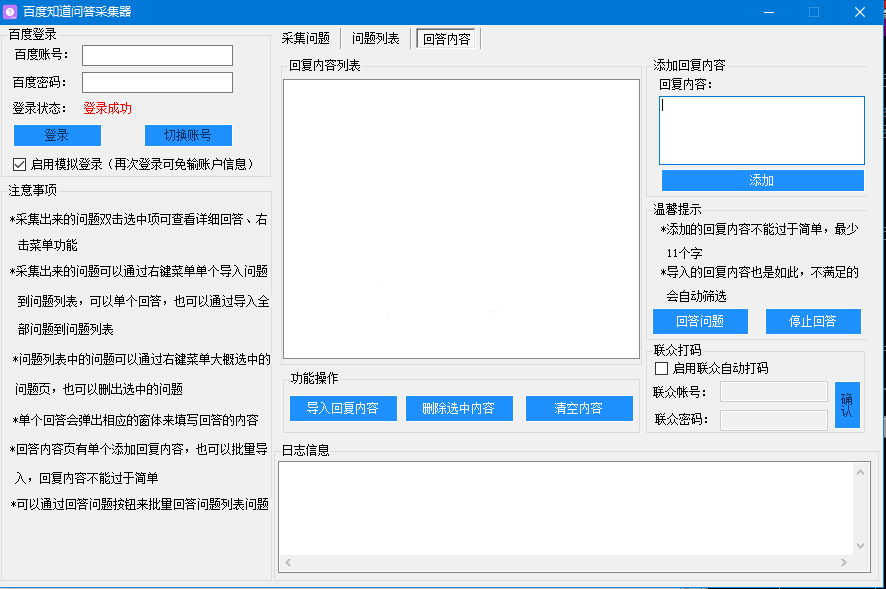 百度知道问答采集器
百度登录
百度账号：
百度密码：
登录状态： 登录成功
登录 切换账号
启用模拟登录（再次登录可免输账户信息）
注意事项
*采集出来的问题双击选中项可查看详细回答、右
击菜单功能
*采集出来的问题可以通过右键菜单单个导入问题
到问题列表，可以单个回答，也可以通过导入全
部问题到问题列表
*问题列表中的问题可以通过右键菜单大概选中的
问题页，也可以删出选中的问题
*单个回答会弹出相应的窗体来填写回答的内容
*回答内容页有单个添加回复内容，也可以批量导
入，回复内容不能过于简单
*可以通过回答问题按钮来批量回答问题列表问题
采集问题 问题列表 回答内容
回复内容列表
功能操作
导入回复内容 删除选中内容 清空内容
添加回复内容
回复内容：
添加
温馨提示
*添加的回复内容不能过于简单，最少
11个字
*导入的回复内容也是如此，不满足的
会自动筛选
回答问题 停止回答
联众打码
启用联众自动打码
联众帐号：
联众密码：
确
认
日志信息